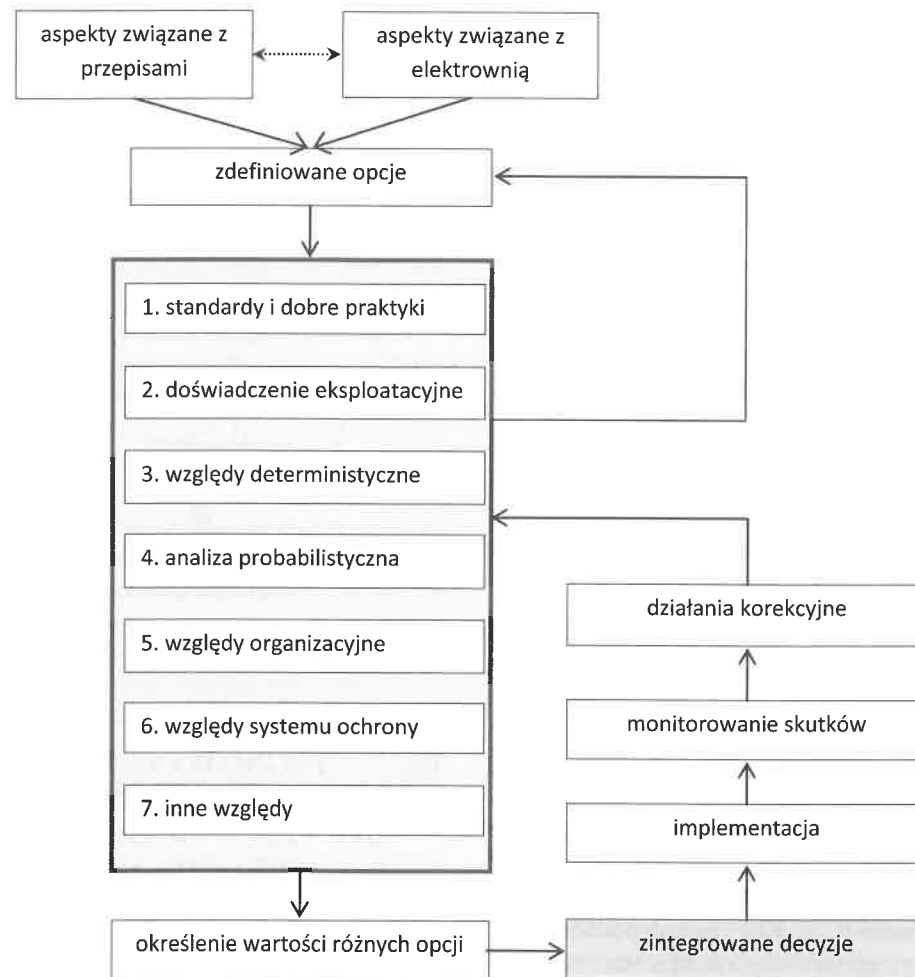 aspekty związane z
przepisami
aspekty związane z
elektrownią
zdefiniowane opcje
1. standardy i dobre praktyki
2. doświadczenie eksploatacyjne
3. względy deterministyczne
4. analiza probabilistyczna
5. względy organizacyjne
6. względy systemu ochrony
7. inne względy
działania korekcyjne
monitorowanie skutków
implementacja
określenie wartości różnych opcji
zintegrowane decyzje